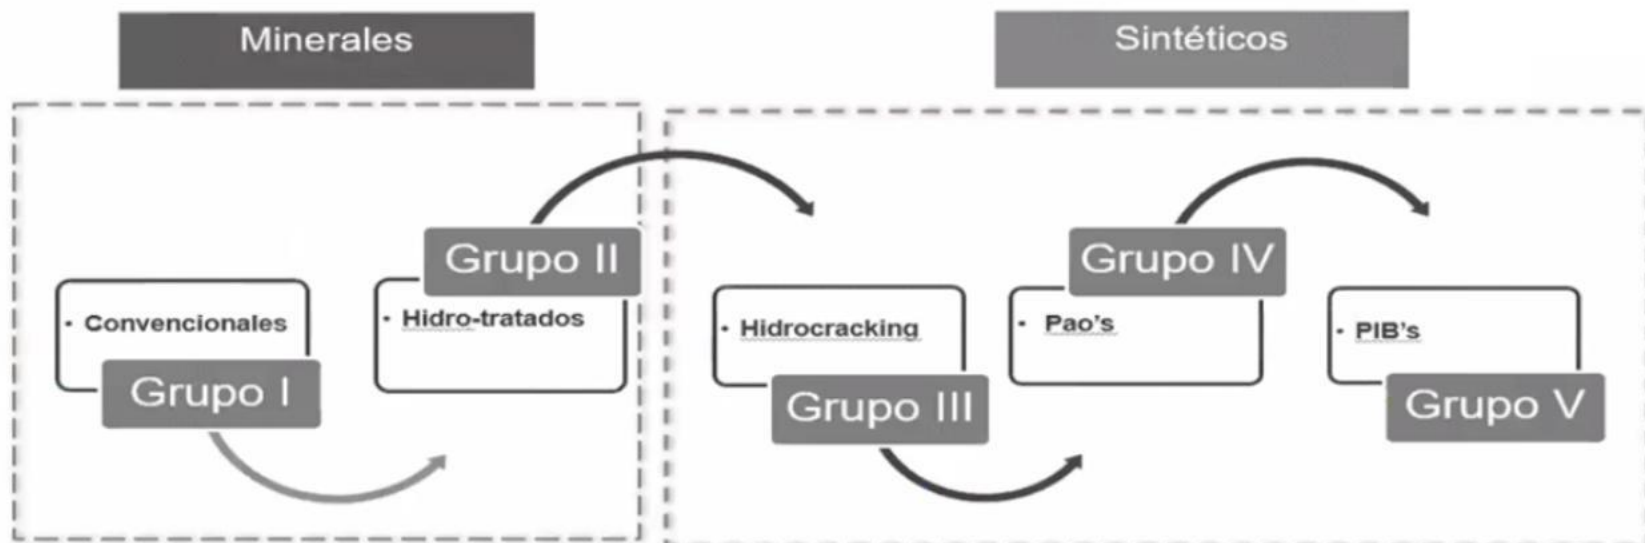 Minerales
Sintéticos
Grupo II
Grupo IV
• Convencionales
• Hidro-tratados
• Hidrocracking
• Pao's
• PIB's
Grupo I
Grupo III
Grupo V